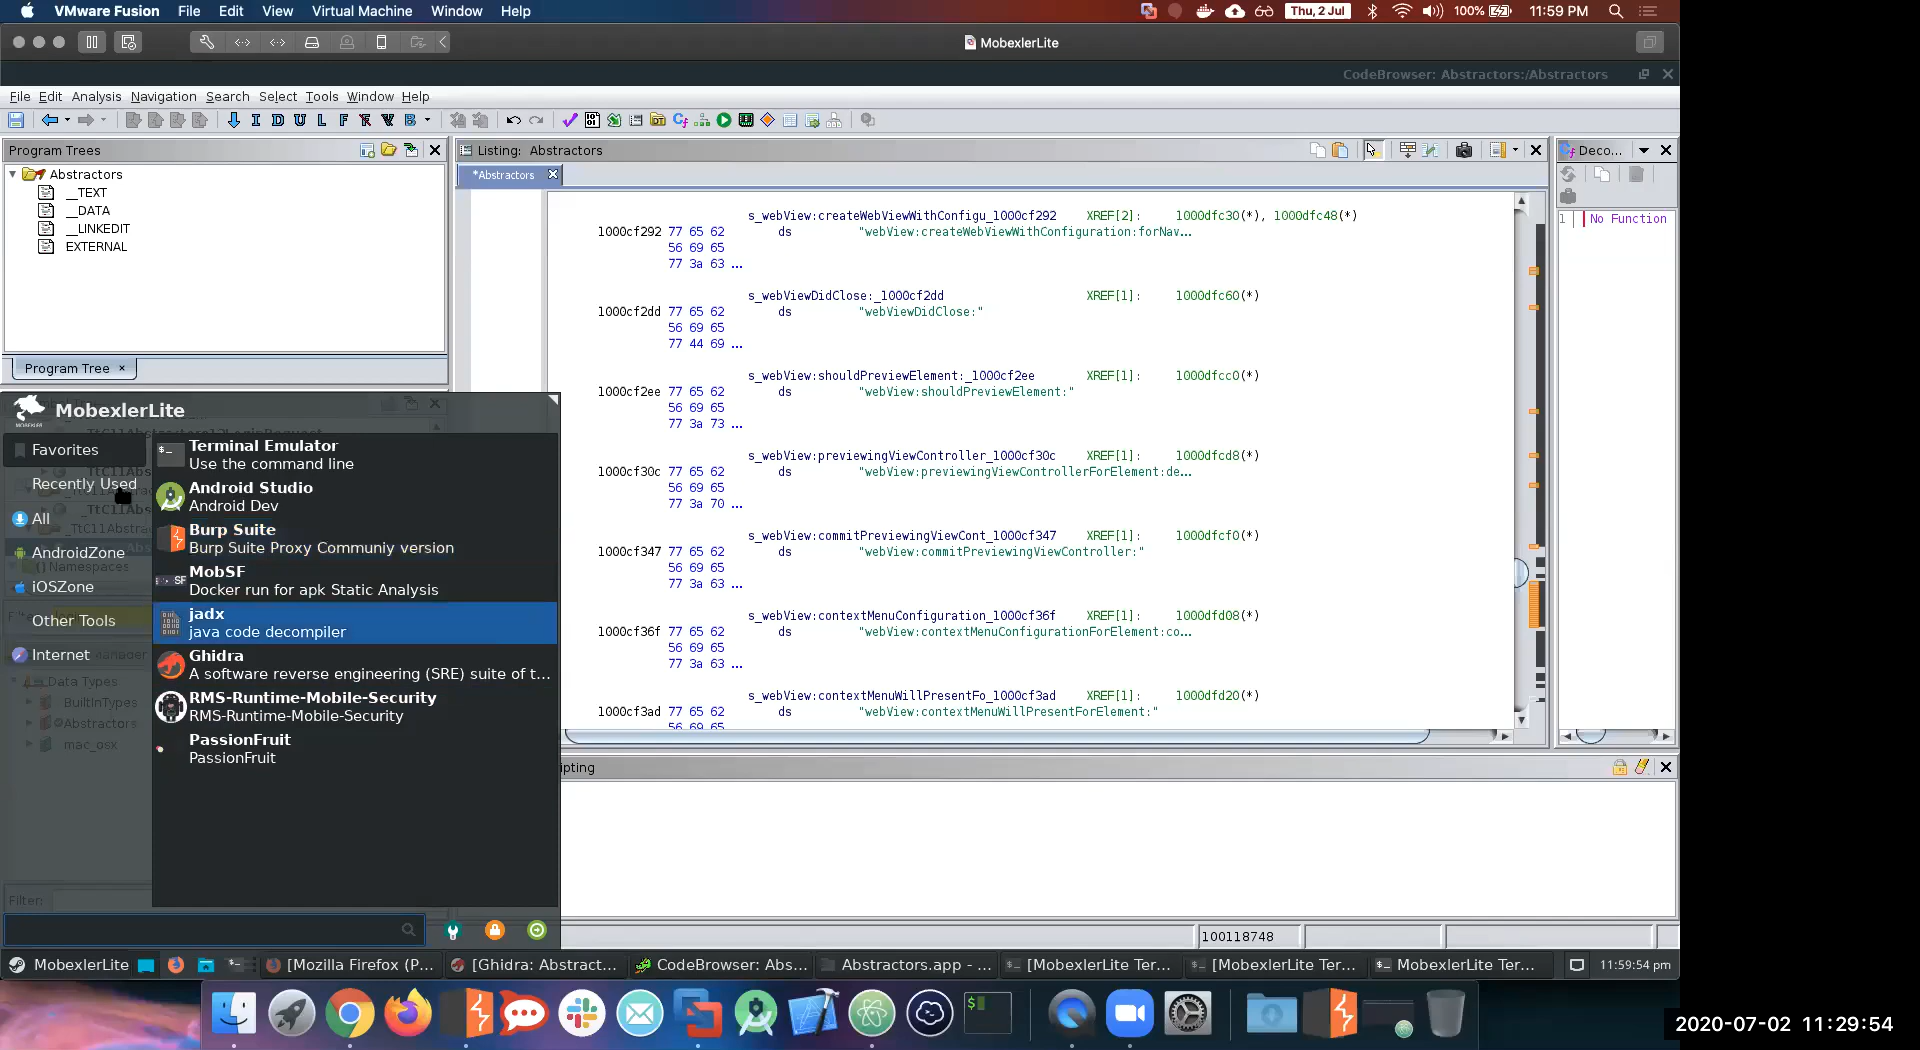 VMware Fusion File Edit View Virtual Machine Window Help Thu, 2 Jul 100% 11:59 PM
MobexlerLite
CodeBrowser: Abstractors:/Abstractors
File Edit Analysis Navigation Search Select Tools Window Help
I D U L F F V B
Program Trees
Abstractors
__TEXT
__DATA
__LINKEDIT
EXTERNAL
Program Tree ×
Listing: Abstractors
*Abstractors
s_webView:createWebViewWithConfigu_1000cf292 XREF[2]: 1000dfc30(*), 1000dfc48(*)
1000cf292 77 65 62 ds "webView:createWebViewWithConfiguration:forNav...
56 69 65
77 3a 63 ...
s_webViewDidClose:_1000cf2dd XREF[1]: 1000dfc60(*)
1000cf2dd 77 65 62 ds "webViewDidClose:"
56 69 65
77 44 69 ...
s_webView:shouldPreviewElement:_1000cf2ee XREF[1]: 1000dfcc0(*)
1000cf2ee 77 65 62 ds "webView:shouldPreviewElement:"
56 69 65
77 3a 73 ...
s_webView:previewingViewController_1000cf30c XREF[1]: 1000dfcd8(*)
1000cf30c 77 65 62 ds "webView:previewingViewControllerForElement:de...
56 69 65
77 3a 70 ...
s_webView:commitPreviewingViewCont_1000cf347 XREF[1]: 1000dfcf0(*)
1000cf347 77 65 62 ds "webView:commitPreviewingViewController:"
56 69 65
77 3a 63 ...
s_webView:contextMenuConfiguration_1000cf36f XREF[1]: 1000dfd08(*)
1000cf36f 77 65 62 ds "webView:contextMenuConfigurationForElement:co...
56 69 65
77 3a 63 ...
s_webView:contextMenuWillPresentFo_1000cf3ad XREF[1]: 1000dfd20(*)
1000cf3ad 77 65 62 ds "webView:contextMenuWillPresentForElement:"
56 69 65
Deco...
1 No Function
MobexlerLite
Favorites
Recently Used
All
AndroidZone
iOSZone
Other Tools
Internet
Terminal Emulator
Use the command line
Android Studio
Android Dev
Burp Suite
Burp Suite Proxy Communiy version
MobSF
Docker run for apk Static Analysis
jadx
java code decompiler
Ghidra
A software reverse engineering (SRE) suite of t...
RMS-Runtime-Mobile-Security
RMS-Runtime-Mobile-Security
PassionFruit
PassionFruit
Namespaces
Data Types
BuiltInTypes
Abstractors
mac_osx
Filter:
ipting
100118748
MobexlerLite [Mozilla Firefox (P... [Ghidra: Abstract... CodeBrowser: Abs... Abstractors.app - ... [MobexlerLite Ter... [MobexlerLite Ter... MobexlerLite Ter... 11:59:54 pm
2020-07-02 11:29:54